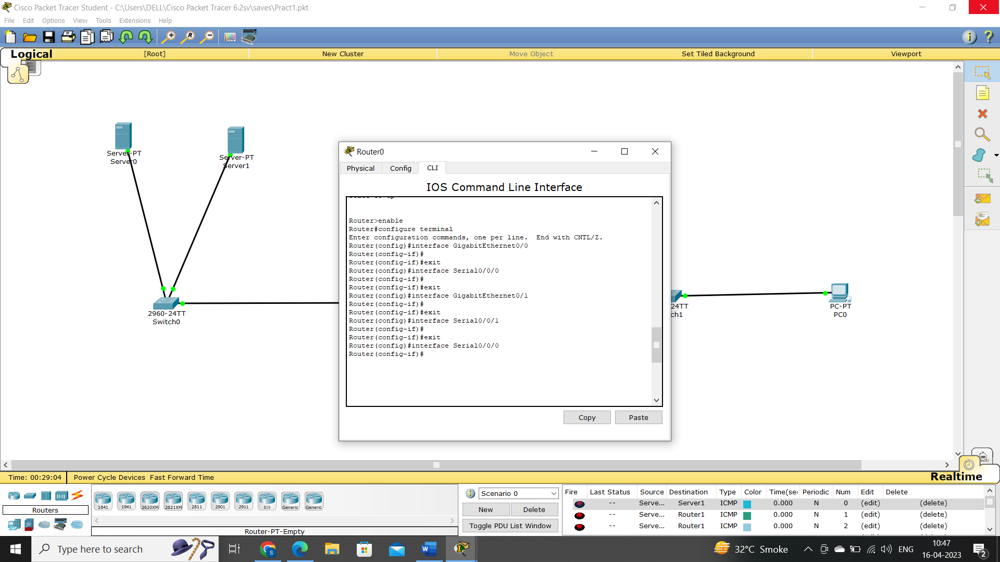 Cisco Packet Tracer Student - C:\Users\DELL\Cisco Packet Tracer 6.2sv\saves\Pract1.pkt
File Edit Options View Tools Extensions Help
Logical [Root] New Cluster Move Object Set Tiled Background Viewport
Server-PT
Server0
Server-PT
Server1
2960-24TT
Switch0
Router0
Physical Config CLI
IOS Command Line Interface
Router>enable
Router#configure terminal
Enter configuration commands, one per line.  End with CNTL/Z.
Router(config)#interface GigabitEthernet0/0
Router(config-if)#
Router(config-if)#exit
Router(config)#interface Serial0/0/0
Router(config-if)#
Router(config-if)#exit
Router(config)#interface GigabitEthernet0/1
Router(config-if)#
Router(config-if)#exit
Router(config)#interface Serial0/0/1
Router(config-if)#
Router(config-if)#exit
Router(config)#interface Serial0/0/0
Router(config-if)#
Copy Paste
24TT
ch1
PC-PT
PC0
Time: 00:29:04 Power Cycle Devices Fast Forward Time Realtime
Routers
1841 1941 2620XM 2621XM 2811 2901 2911 819 Generic Generic
Router-PT-Empty
Scenario 0
New Delete
Toggle PDU List Window
Fire Last Status Source Destination Type Color Time(se Periodic Num Edit Delete
-- Serve... Server1 ICMP 0.000 N 0 (edit) (delete)
-- Serve... Router1 ICMP 0.000 N 1 (edit) (delete)
-- Serve... Router1 ICMP 0.000 N 2 (edit) (delete)
Type here to search
32°C Smoke
ENG
10:47
16-04-2023
2